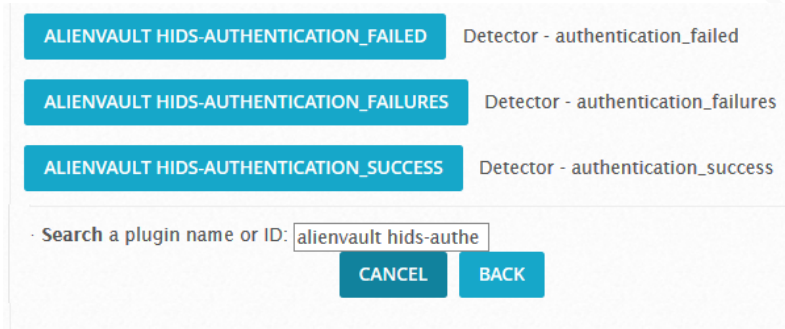 ALIENVAULT HIDS-AUTHENTICATION_FAILED Detector - authentication_failed
ALIENVAULT HIDS-AUTHENTICATION_FAILURES Detector - authentication_failures
ALIENVAULT HIDS-AUTHENTICATION_SUCCESS Detector - authentication_success
· Search a plugin name or ID: alienvault hids-authe
CANCEL BACK